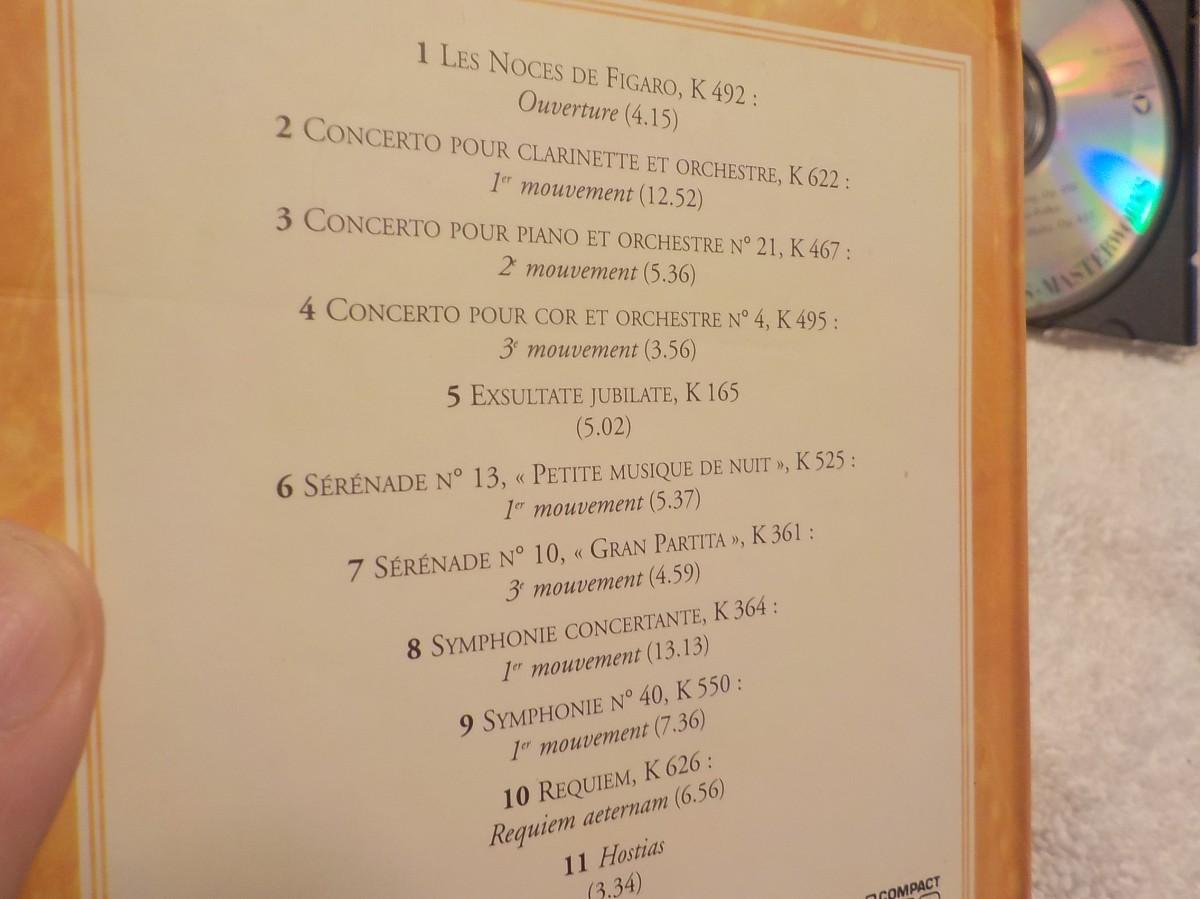 1 LES NOCES DE FIGARO, K 492 :
Ouverture (4.15)
2 CONCERTO POUR CLARINETTE ET ORCHESTRE, K 622 :
1er mouvement (12.52)
3 CONCERTO POUR PIANO ET ORCHESTRE N° 21, K 467 :
2e mouvement (5.36)
4 CONCERTO POUR COR ET ORCHESTRE N° 4, K 495 :
3e mouvement (3.56)
5 EXSULTATE JUBILATE, K 165
(5.02)
6 SÉRÉNADE N° 13, « PETITE MUSIQUE DE NUIT », K 525 :
1er mouvement (5.37)
7 SÉRÉNADE N° 10, « GRAN PARTITA », K 361 :
3e mouvement (4.59)
8 SYMPHONIE CONCERTANTE, K 364 :
1er mouvement (13.13)
9 SYMPHONIE N° 40, K 550 :
1er mouvement (7.36)
10 REQUIEM, K 626 :
Requiem aeternam (6.56)
11 Hostias
(3.34)
COMPACT